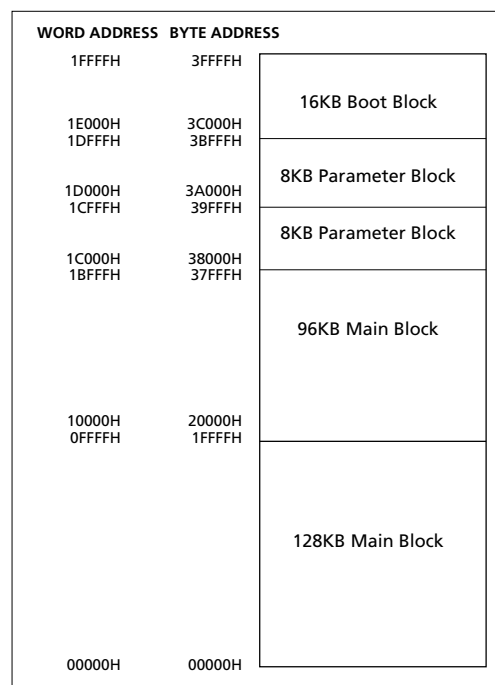 WORD ADDRESS BYTE ADDRESS
1FFFFH 3FFFFH
16KB Boot Block
1E000H 3C000H
1DFFFH 3BFFFH
8KB Parameter Block
1D000H 3A000H
1CFFFH 39FFFH
8KB Parameter Block
1C000H 38000H
1BFFFH 37FFFH
96KB Main Block
10000H 20000H
0FFFFH 1FFFFH
128KB Main Block
00000H 00000H